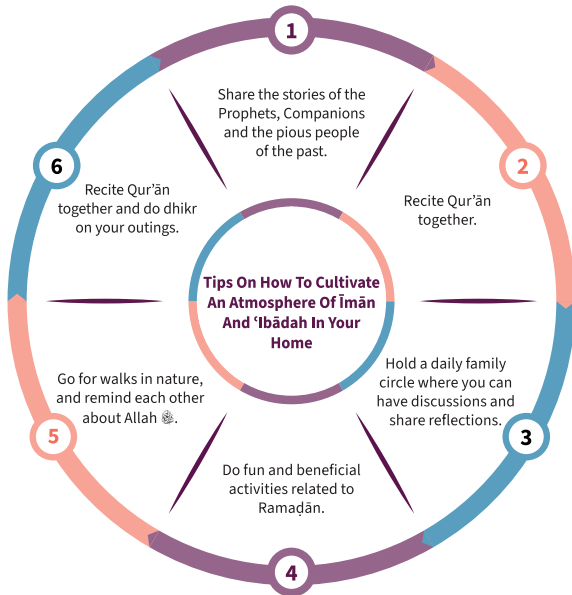 Tips On How To Cultivate
An Atmosphere Of Īmān
And ‘Ibādah In Your
Home
1
Share the stories of the
Prophets, Companions
and the pious people
of the past.
2
Recite Qur’ān
together.
3
Hold a daily family
circle where you can
have discussions and
share reflections.
4
Do fun and beneficial
activities related to
Ramaḍān.
5
Go for walks in nature,
and remind each other
about Allah ﷻ.
6
Recite Qur’ān
together and do dhikr
on your outings.